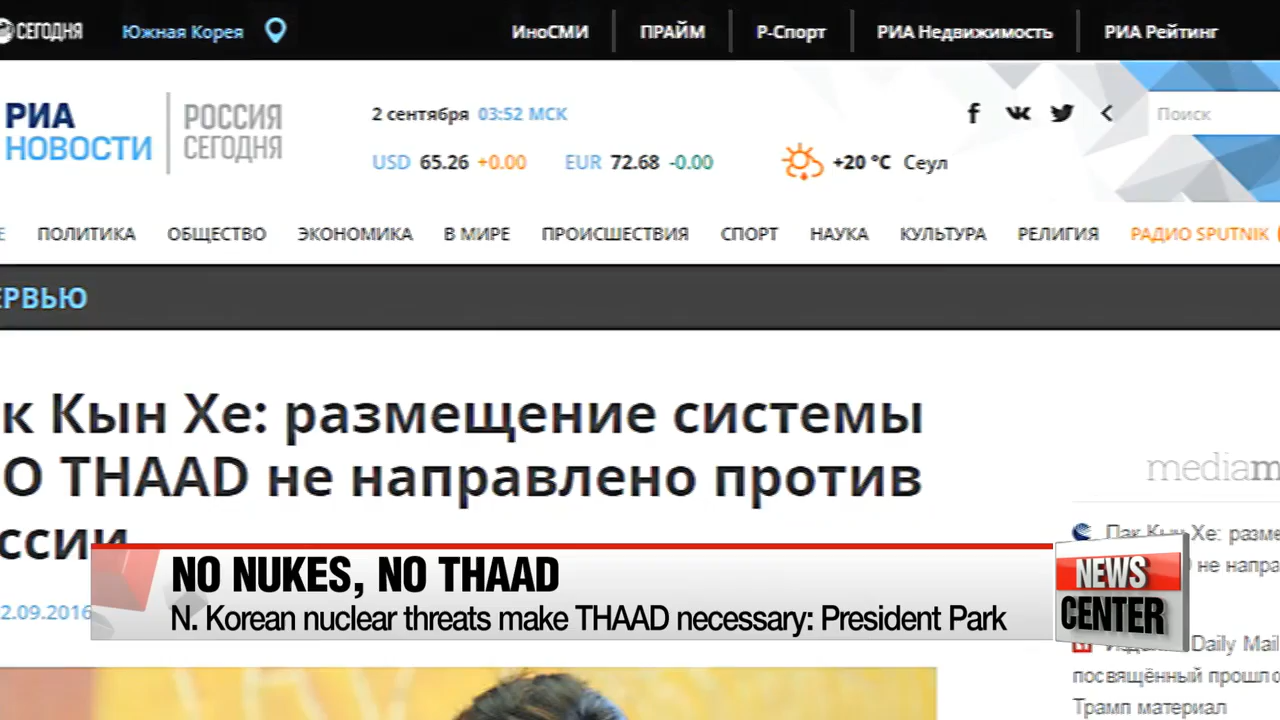 СЕГОДНЯ Южная Корея ИноСМИ ПРАЙМ Р-Спорт РИА Недвижимость РИА Рейтинг
РИА НОВОСТИ
РОССИЯ СЕГОДНЯ
2 сентября 03:52 МСК
Поиск
USD 65.26 +0.00 EUR 72.68 -0.00 +20 °C Сеул
Е ПОЛИТИКА ОБЩЕСТВО ЭКОНОМИКА В МИРЕ ПРОИСШЕСТВИЯ СПОРТ НАУКА КУЛЬТУРА РЕЛИГИЯ РАДИО SPUTNIK
ЕРВЬЮ
к Кын Хе: размещение системы
О THAAD не направлено против
ссии
2.09.2016
mediam
Пак Кын Хе: разме
не напра
Daily Mail
посвящённый прошло
Трамп материал
NO NUKES, NO THAAD
N. Korean nuclear threats make THAAD necessary: President Park
NEWS
CENTER